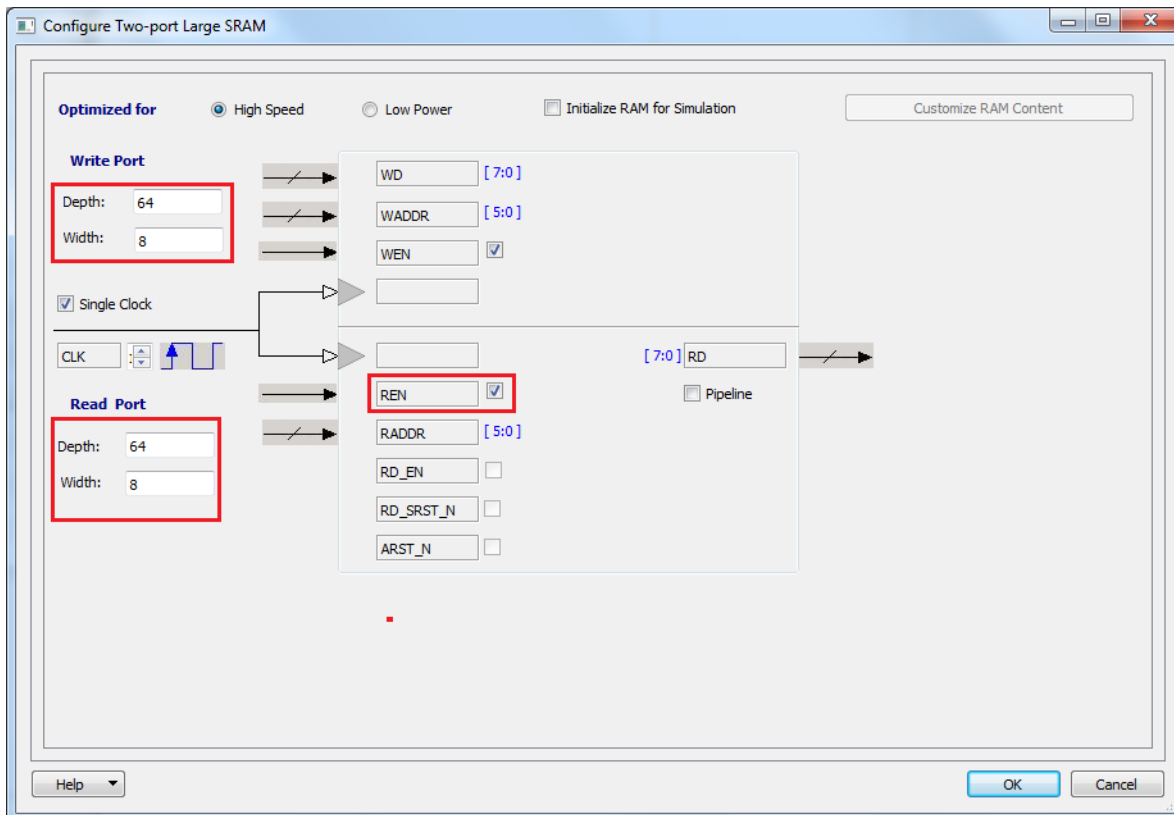 Configure Two-port Large SRAM
Optimized for High Speed Low Power Initialize RAM for Simulation Customize RAM Content
Write Port
WD [ 7:0 ]
Depth: 64
WADDR [ 5:0 ]
Width: 8
WEN
Single Clock
CLK
[ 7:0 ] RD
REN
Pipeline
Read Port
RADDR [ 5:0 ]
Depth: 64
RD_EN
Width: 8
RD_SRST_N
ARST_N
Help OK Cancel